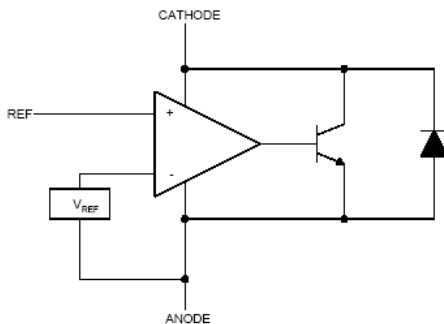 CATHODE
REF
+
-
VREF
ANODE